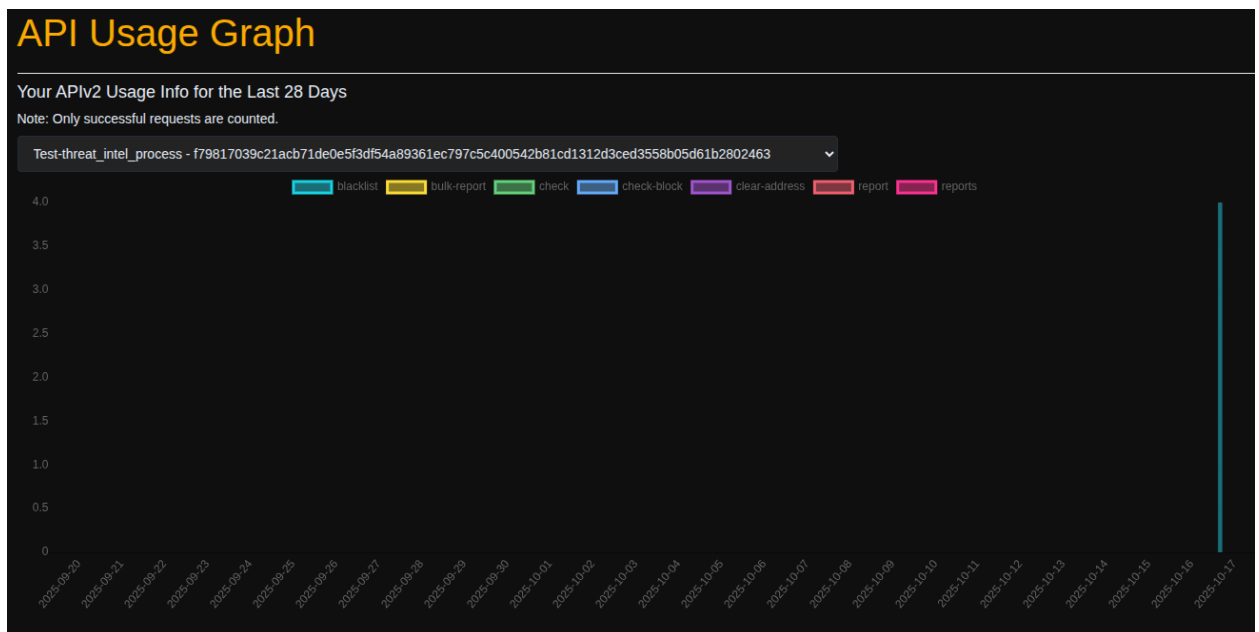 API Usage Graph
Your APIv2 Usage Info for the Last 28 Days
Note: Only successful requests are counted.
Test-threat_intel_process - f79817039c21acb71de0e5f3df54a89361ec797c5c400542b81cd1312d3ced3558b05d61b2802463
blacklist bulk-report check check-block clear-address report reports
4.0
3.5
3.0
2.5
2.0
1.5
1.0
0.5
0
2025-09-20 2025-09-21 2025-09-22 2025-09-23 2025-09-24 2025-09-25 2025-09-26 2025-09-27 2025-09-28 2025-09-29 2025-09-30 2025-10-01 2025-10-02 2025-10-03 2025-10-04 2025-10-05 2025-10-06 2025-10-07 2025-10-08 2025-10-09 2025-10-10 2025-10-11 2025-10-12 2025-10-13 2025-10-14 2025-10-15 2025-10-16 2025-10-17